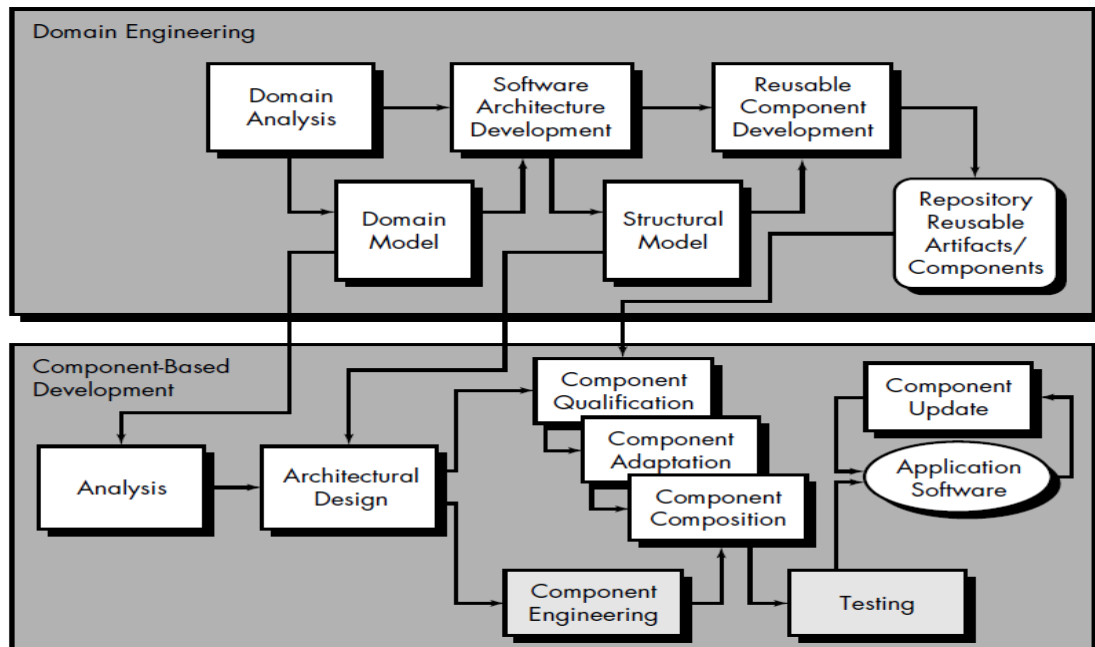 Domain Engineering
Domain
Analysis
Software
Architecture
Development
Reusable
Component
Development
Domain
Model
Structural
Model
Repository
Reusable
Artifacts/
Components
Component-Based
Development
Analysis
Architectural
Design
Component
Qualification
Component
Adaptation
Component
Composition
Component
Engineering
Testing
Component
Update
Application
Software